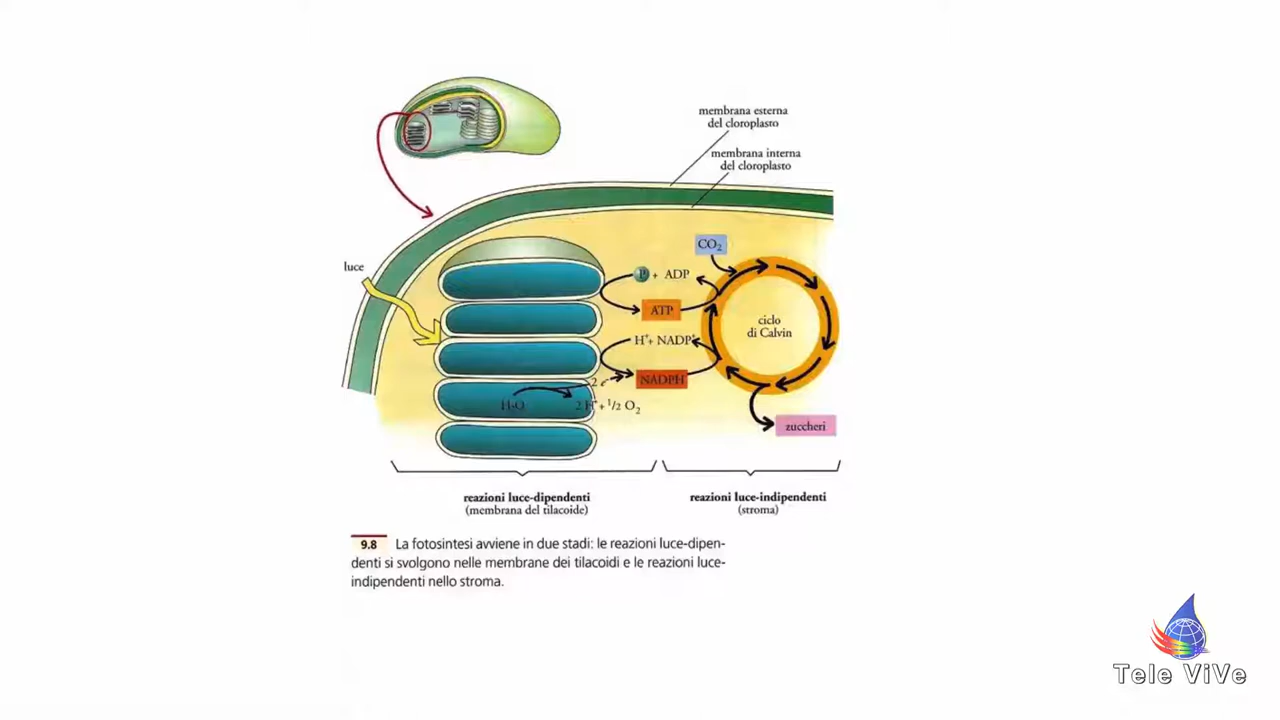 membrana esterna
del cloroplasto
membrana interna
del cloroplasto
luce
CO₂
P + ADP
ATP
ciclo
di Calvin
H⁺+ NADP⁺
NADPH
2 e⁻
H₂O
2 H⁺+ ¹/2 O₂
zuccheri
reazioni luce-dipendenti
(membrana del tilacoide)
reazioni luce-indipendenti
(stroma)
9.8 La fotosintesi avviene in due stadi: le reazioni luce-dipen-
denti si svolgono nelle membrane dei tilacoidi e le reazioni luce-
indipendenti nello stroma.
Tele ViVe